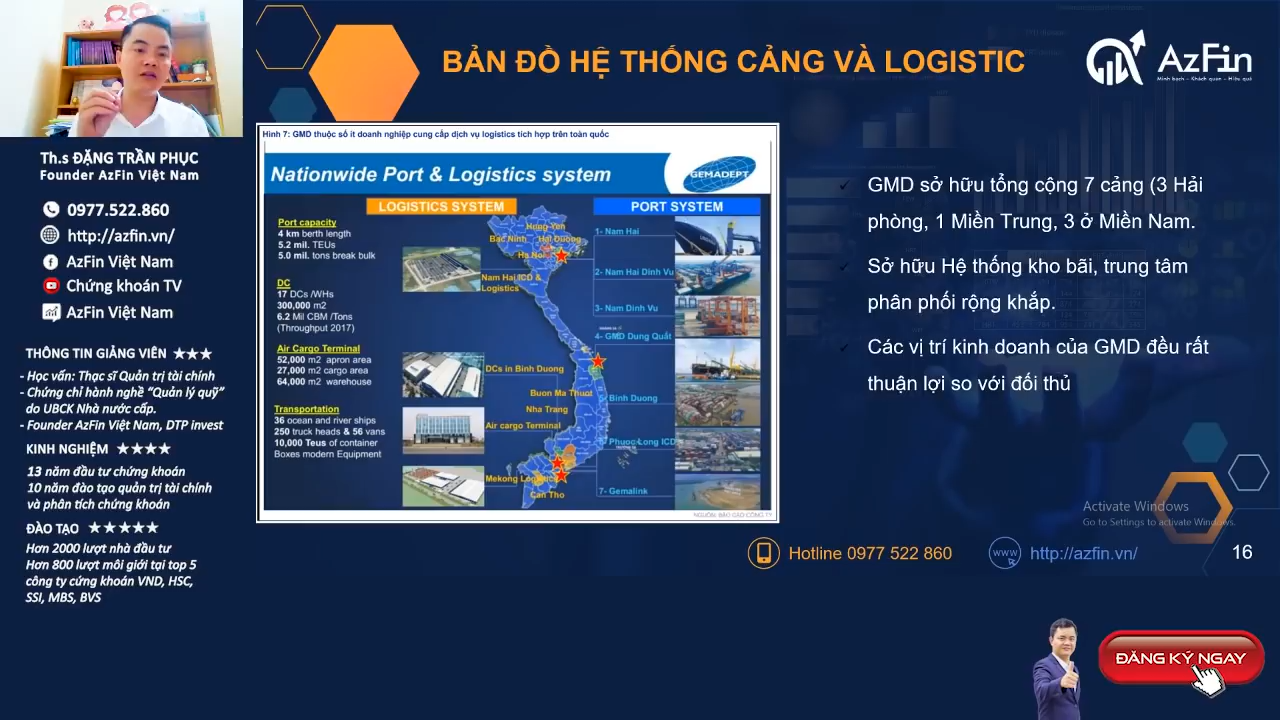 BẢN ĐỒ HỆ THỐNG CẢNG VÀ LOGISTIC
AzFin
Minh bạch - Khách quan - Hiệu quả
Th.s ĐẶNG TRẦN PHỤC
Founder AzFin Việt Nam
0977.522.860
http://azfin.vn/
AzFin Việt Nam
Chứng khoán TV
AzFin Việt Nam
THÔNG TIN GIẢNG VIÊN ★★★
- Học vấn: Thạc sĩ Quản trị tài chính
- Chứng chỉ hành nghề "Quản lý quỹ"
do UBCK Nhà nước cấp.
- Founder AzFin Việt Nam, DTP invest
KINH NGHIỆM ★★★★
13 năm đầu tư chứng khoán
10 năm đào tạo quản trị tài chính
và phân tích chứng khoán
ĐÀO TẠO ★★★★★
Hơn 2000 lượt nhà đầu tư
Hơn 800 lượt môi giới tại top 5
công ty cứng khoán VND, HSC,
SSI, MBS, BVS
Hình 7: GMD thuộc số ít doanh nghiệp cung cấp dịch vụ logistics tích hợp trên toàn quốc
Nationwide Port & Logistics system
GEMADEPT
LOGISTICS SYSTEM
PORT SYSTEM
Port capacity
4 km berth length
5.2 mil. TEUs
5.0 mil. tons break bulk
DC
17 DCs /WHs
300,000 m2
6.2 Mil CBM /Tons
(Throughput 2017)
Air Cargo Terminal
52,000 m2 apron area
27,000 m2 cargo area
64,000 m2 warehouse
Transportation
36 ocean and river ships
250 truck heads & 56 vans
10,000 Teus of container
Boxes modern Equipment
Hung Yen
Bac Ninh
Hai Duong
Ha Noi
Nam Hai ICD &
Logistics
DCs in Binh Duong
Buon Ma Thuot
Nha Trang
Air cargo Terminal
Mekong Logistics
Can Tho
1- Nam Hai
2- Nam Hai Dinh Vu
3- Nam Dinh Vu
4- GMD Dung Quất
Binh Duong
Phuoc Long ICD
7- Gemalink
NGUỒN: BÁO CÁO CÔNG TY
GMD sở hữu tổng cộng 7 cảng (3 Hải
phòng, 1 Miền Trung, 3 ở Miền Nam.
Sở hữu Hệ thống kho bãi, trung tâm
phân phối rộng khắp.
Các vị trí kinh doanh của GMD đều rất
thuận lợi so với đối thủ
Activate Windows
Go to Settings to activate Windows.
Hotline 0977 522 860
www
http://azfin.vn/
16
ĐĂNG KÝ NGAY